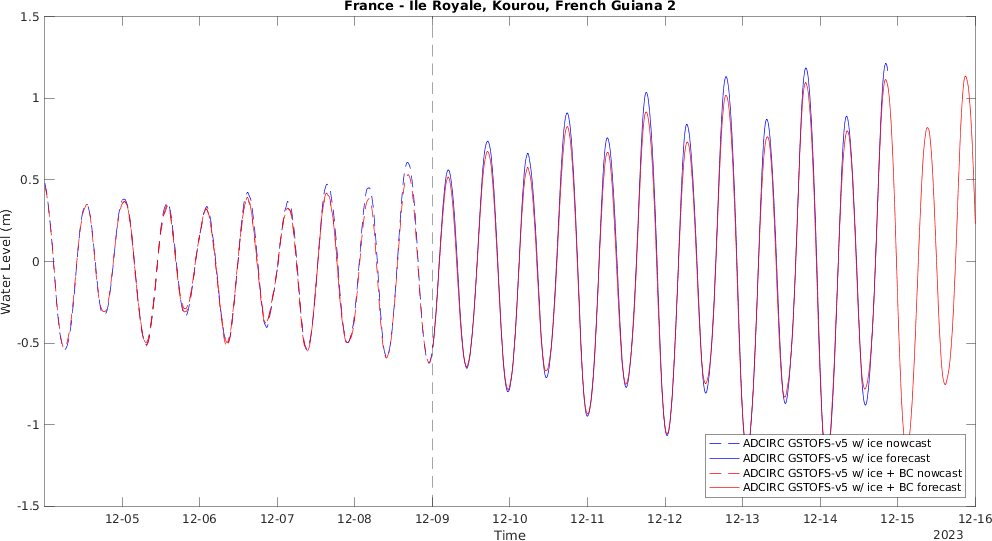 France - Ile Royale, Kourou, French Guiana 2
1.5
1
0.5
0
-0.5
-1
-1.5
Water Level (m)
ADCIRC GSTOFS-v5 w/ ice nowcast
ADCIRC GSTOFS-v5 w/ ice forecast
ADCIRC GSTOFS-v5 w/ ice + BC nowcast
ADCIRC GSTOFS-v5 w/ ice + BC forecast
12-05 12-06 12-07 12-08 12-09 12-10 12-11 12-12 12-13 12-14 12-15 12-16
Time
2023